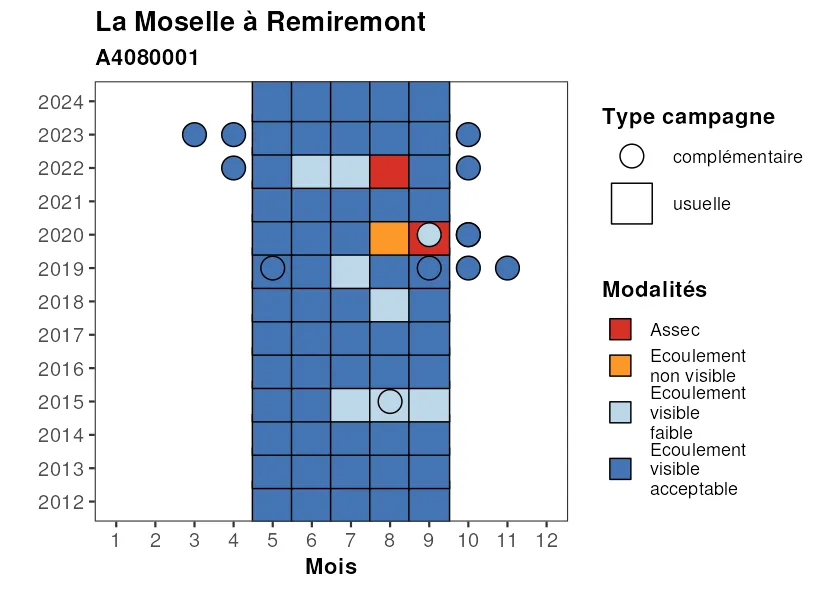 La Moselle à Remiremont
A4080001
2024
2023
2022
2021
2020
2019
2018
2017
2016
2015
2014
2013
2012
1 2 3 4 5 6 7 8 9 10 11 12
Mois
Type campagne
complémentaire
usuelle
Modalités
Assec
Ecoulement
non visible
Ecoulement
visible
faible
Ecoulement
visible
acceptable